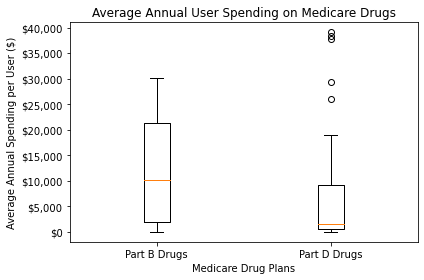 Average Annual User Spending on Medicare Drugs
Average Annual Spending per User ($)
$40,000
$35,000
$30,000
$25,000
$20,000
$15,000
$10,000
$5,000
$0
Part B Drugs
Part D Drugs
Medicare Drug Plans